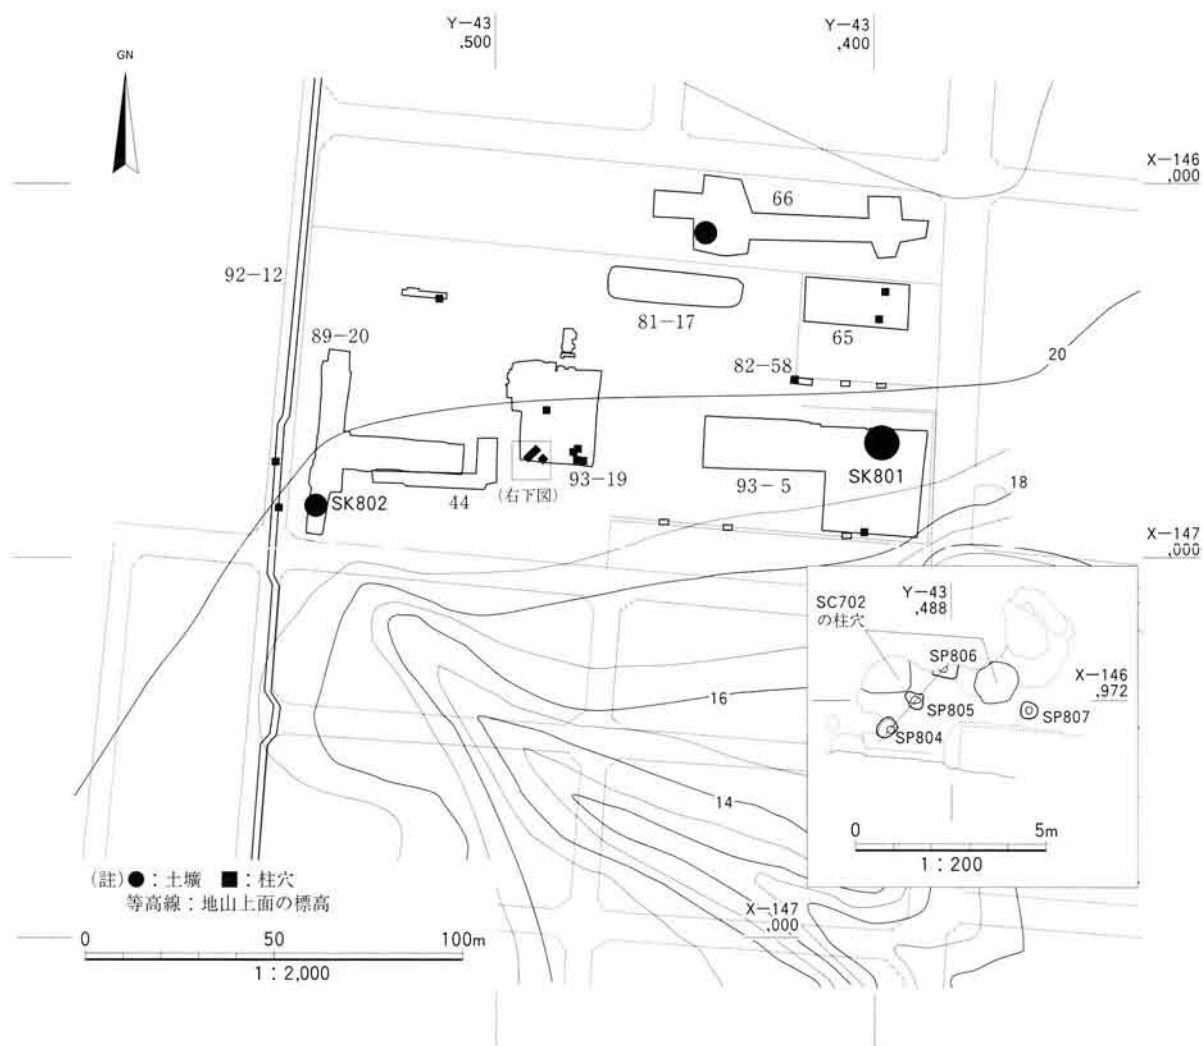 Y－43
,500
Y－43
,400
GN
X－146
,000
66
92－12
81－17
65
89－20
82－58
20
SK801
93－19
93－5
18
(右下図)
SK802
44
X－147
,000
SC702
の柱穴
Y－43
,488
SP806
X－146
,972
SP805
SP807
SP804
16
14
0 5m
1：200
(註)●：土壙 ■：柱穴
等高線：地山上面の標高
X－147
,000
0 50 100m
1：2,000